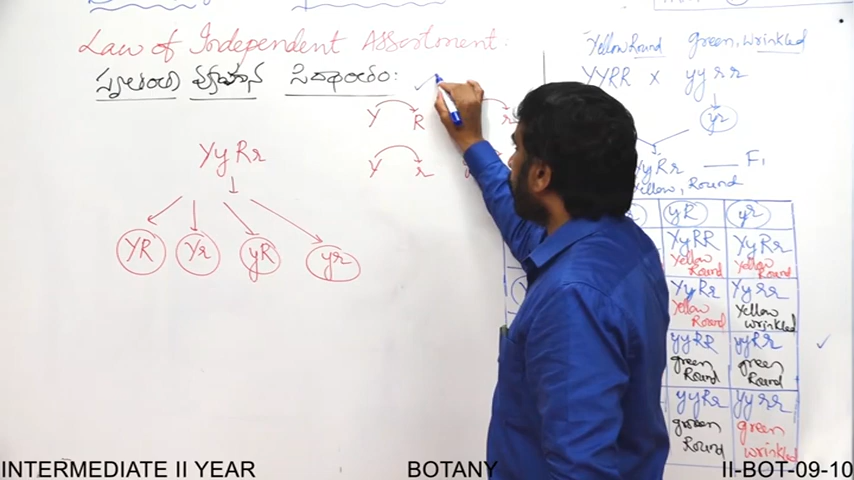 Law of Independent Assortment:
స్వతంత్ర వ్యూహన సిద్ధాంతం:
Yellow Round green, wrinkled
YYRR x yyrr
yr
YyRr — F1
Yellow, Round
Y R r
Y r
YyRr
YR Yr yR yr
yR yr
YyRR YyRr
Yellow Round Yellow Round
YyRr Yyrr
Yellow Round Yellow wrinkled
yyRR yyRr
green Round green Round
yyRr yyrr
green Round green wrinkled
INTERMEDIATE II YEAR BOTANY II-BOT-09-10